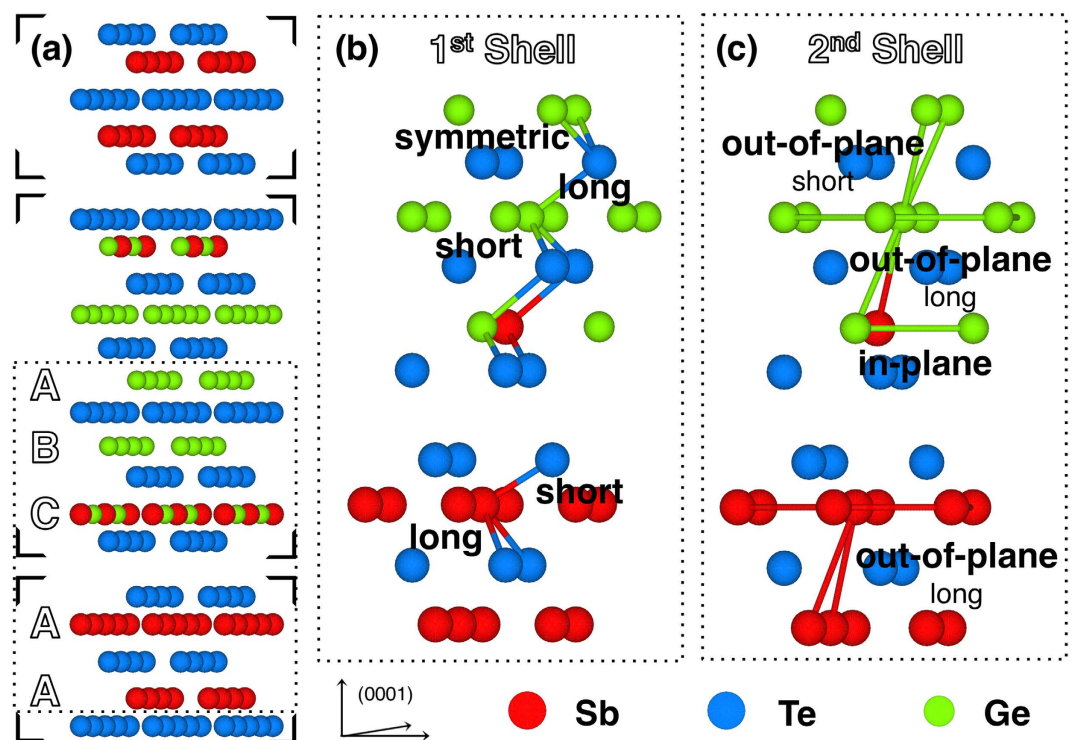 (a)
A
B
C
A
A
(b)
1st Shell
symmetric
long
short
short
long
(c)
2nd Shell
out-of-plane
short
out-of-plane
long
in-plane
out-of-plane
long
(0001)
Sb
Te
Ge